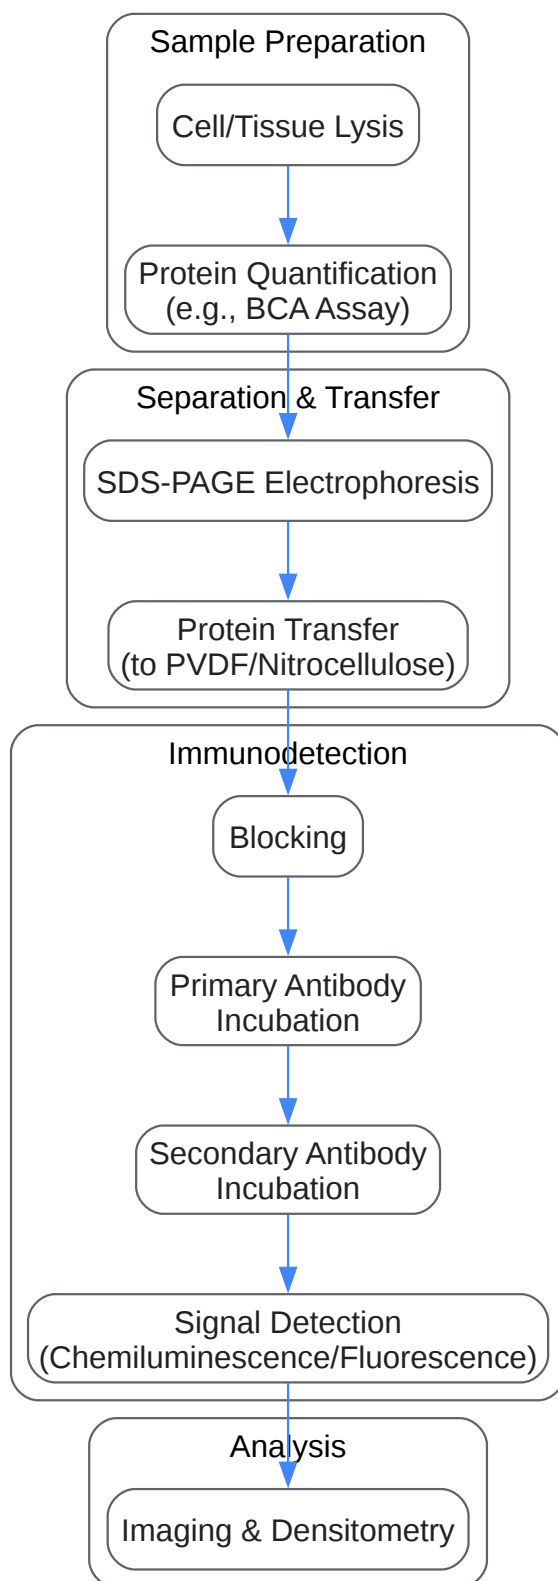 Sample Preparation
Cell/Tissue Lysis
Protein Quantification
(e.g., BCA Assay)
Separation & Transfer
SDS-PAGE Electrophoresis
Protein Transfer
(to PVDF/Nitrocellulose)
Immunodetection
Blocking
Primary Antibody
Incubation
Secondary Antibody
Incubation
Signal Detection
(Chemiluminescence/Fluorescence)
Analysis
Imaging & Densitometry